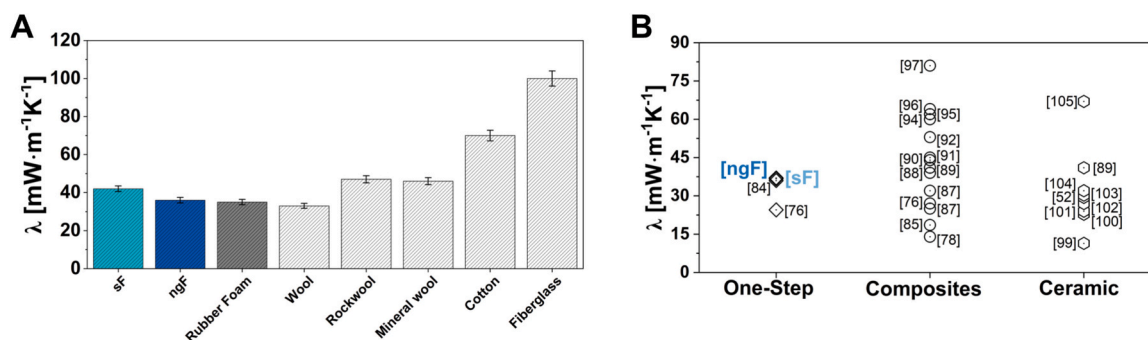 A
λ [mW·m⁻¹K⁻¹]
120
100
80
60
40
20
0
sF
ngF
Rubber Foam
Wool
Rockwool
Mineral wool
Cotton
Fiberglass
B
λ [mW·m⁻¹K⁻¹]
90
75
60
45
30
15
0
[ngF]
[sF]
[84]
[76]
[97]
[96]
[95]
[94]
[92]
[91]
[90]
[89]
[88]
[87]
[76]
[87]
[85]
[78]
[105]
[89]
[104]
[103]
[52]
[102]
[101]
[100]
[99]
One-Step
Composites
Ceramic